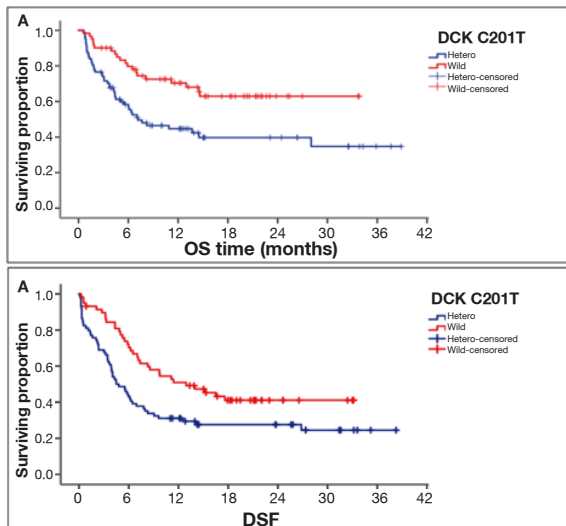 A
DCK C201T
Hetero
Wild
Hetero-censored
Wild-censored
Surviving proportion
1.0
0.8
0.6
0.4
0.2
0.0
0 6 12 18 24 30 36 42
OS time (months)
A
DCK C201T
Hetero
Wild
Hetero-censored
Wild-censored
Surviving proportion
1.0
0.8
0.6
0.4
0.2
0.0
0 6 12 18 24 24 36 42
DSF